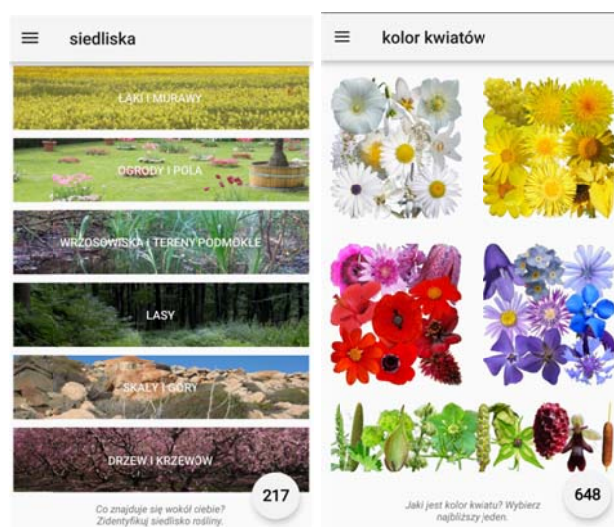 siedliska
ŁĄKI I MURAWY
OGRODY I POLA
WRZOSOWISKA I TERENY PODMOKŁE
LASY
SKAŁY I GÓRY
DRZEW I KRZEWÓW
217
Co znajduje się wokół ciebie?
Zidentyfikuj siedlisko rośliny.
kolor kwiatów
648
Jaki jest kolor kwiatu? Wybierz
najbliższy jeden.